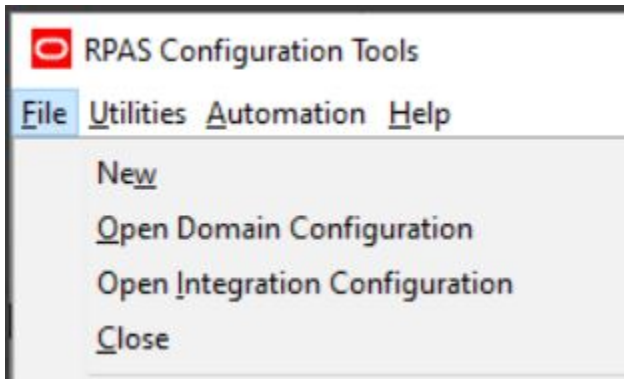 RPAS Configuration Tools
File Utilities Automation Help
New
Open Domain Configuration
Open Integration Configuration
Close